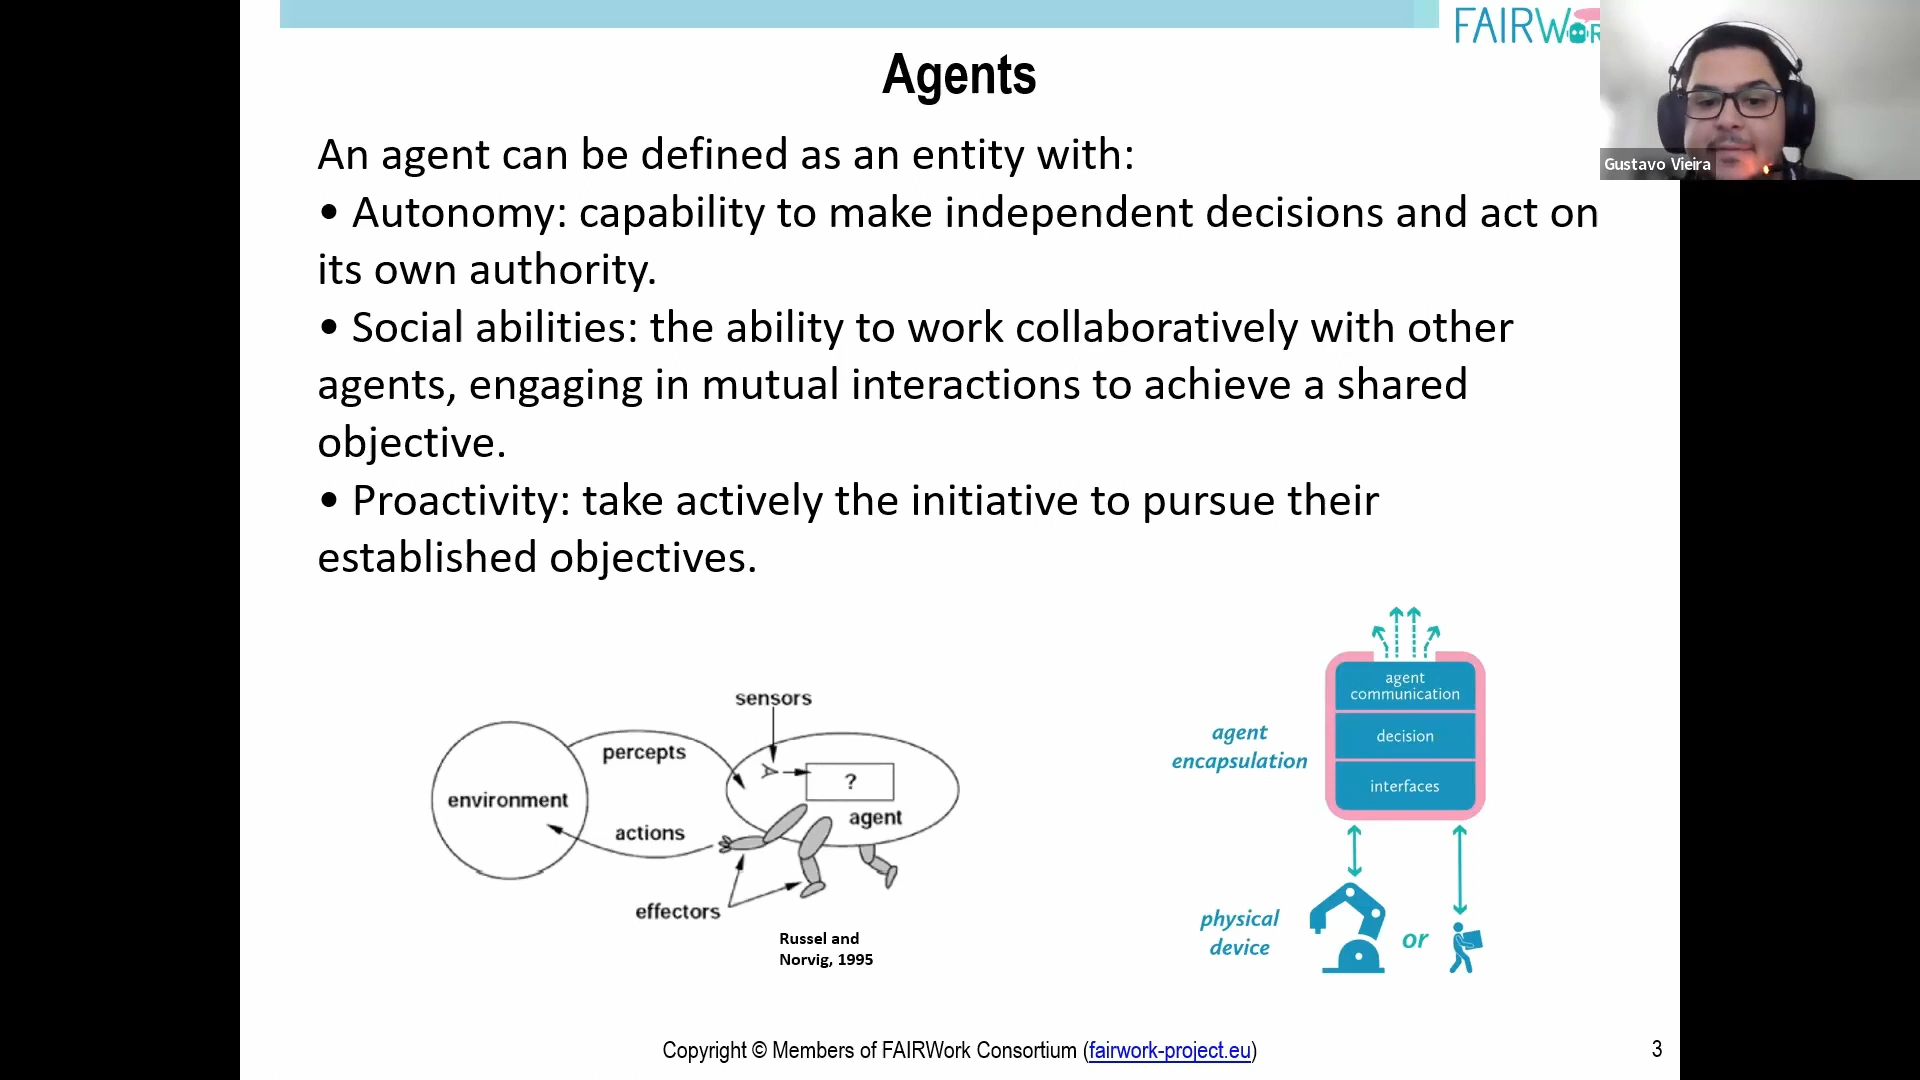 FAIRWOR
Agents
Gustavo Vieira
An agent can be defined as an entity with:
• Autonomy: capability to make independent decisions and act on
its own authority.
• Social abilities: the ability to work collaboratively with other
agents, engaging in mutual interactions to achieve a shared
objective.
• Proactivity: take actively the initiative to pursue their
established objectives.
sensors
percepts
?
environment
agent
actions
effectors
Russel and
Norvig, 1995
agent
communication
decision
interfaces
agent
encapsulation
physical
device
or
Copyright © Members of FAIRWork Consortium (fairwork-project.eu)
3